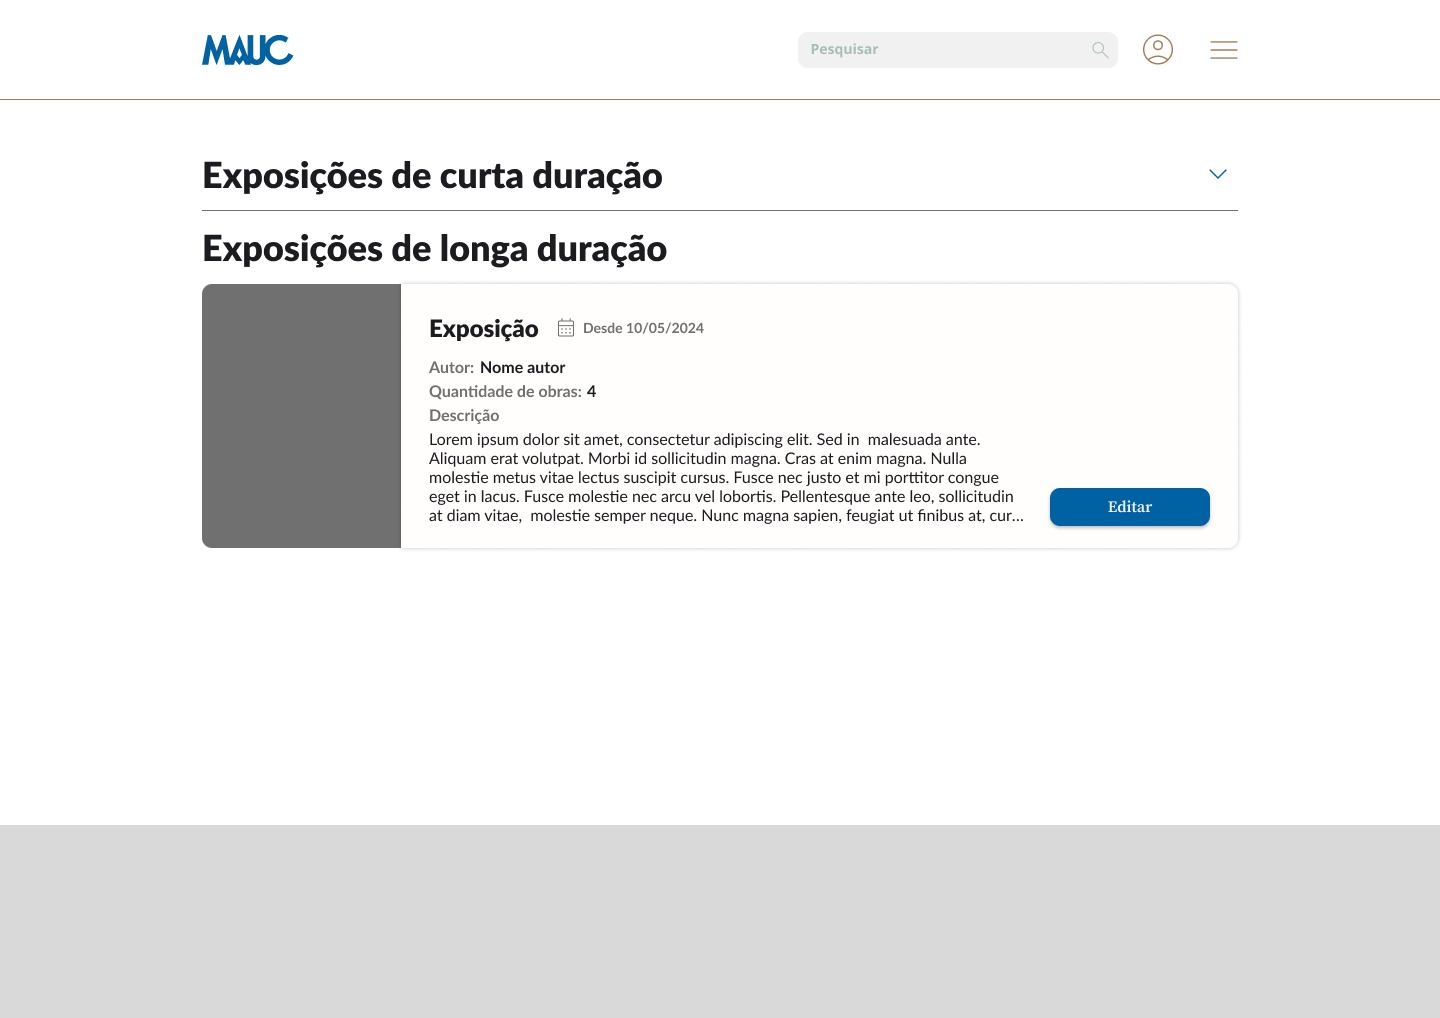 MAUC
Pesquisar
Exposições de curta duração
Exposições de longa duração
Exposição
Desde 10/05/2024
Autor: Nome autor
Quantidade de obras: 4
Descrição
Lorem ipsum dolor sit amet, consectetur adipiscing elit. Sed in  malesuada ante.
Aliquam erat volutpat. Morbi id sollicitudin magna. Cras at enim magna. Nulla
molestie metus vitae lectus suscipit cursus. Fusce nec justo et mi porttitor congue
eget in lacus. Fusce molestie nec arcu vel lobortis. Pellentesque ante leo, sollicitudin
at diam vitae,  molestie semper neque. Nunc magna sapien, feugiat ut finibus at, cur...
Editar